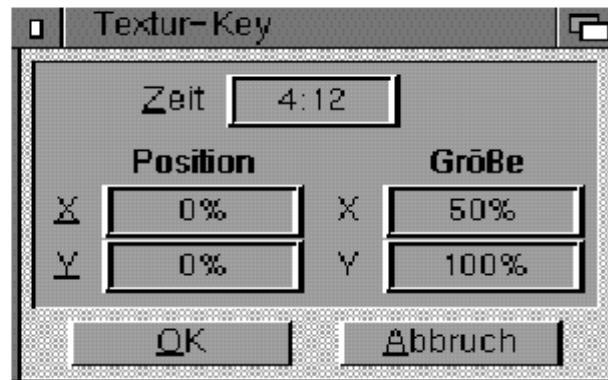 Textur-Key
Zeit 4:12
Position Größe
X 0% X 50%
Y 0% Y 100%
OK Abbruch